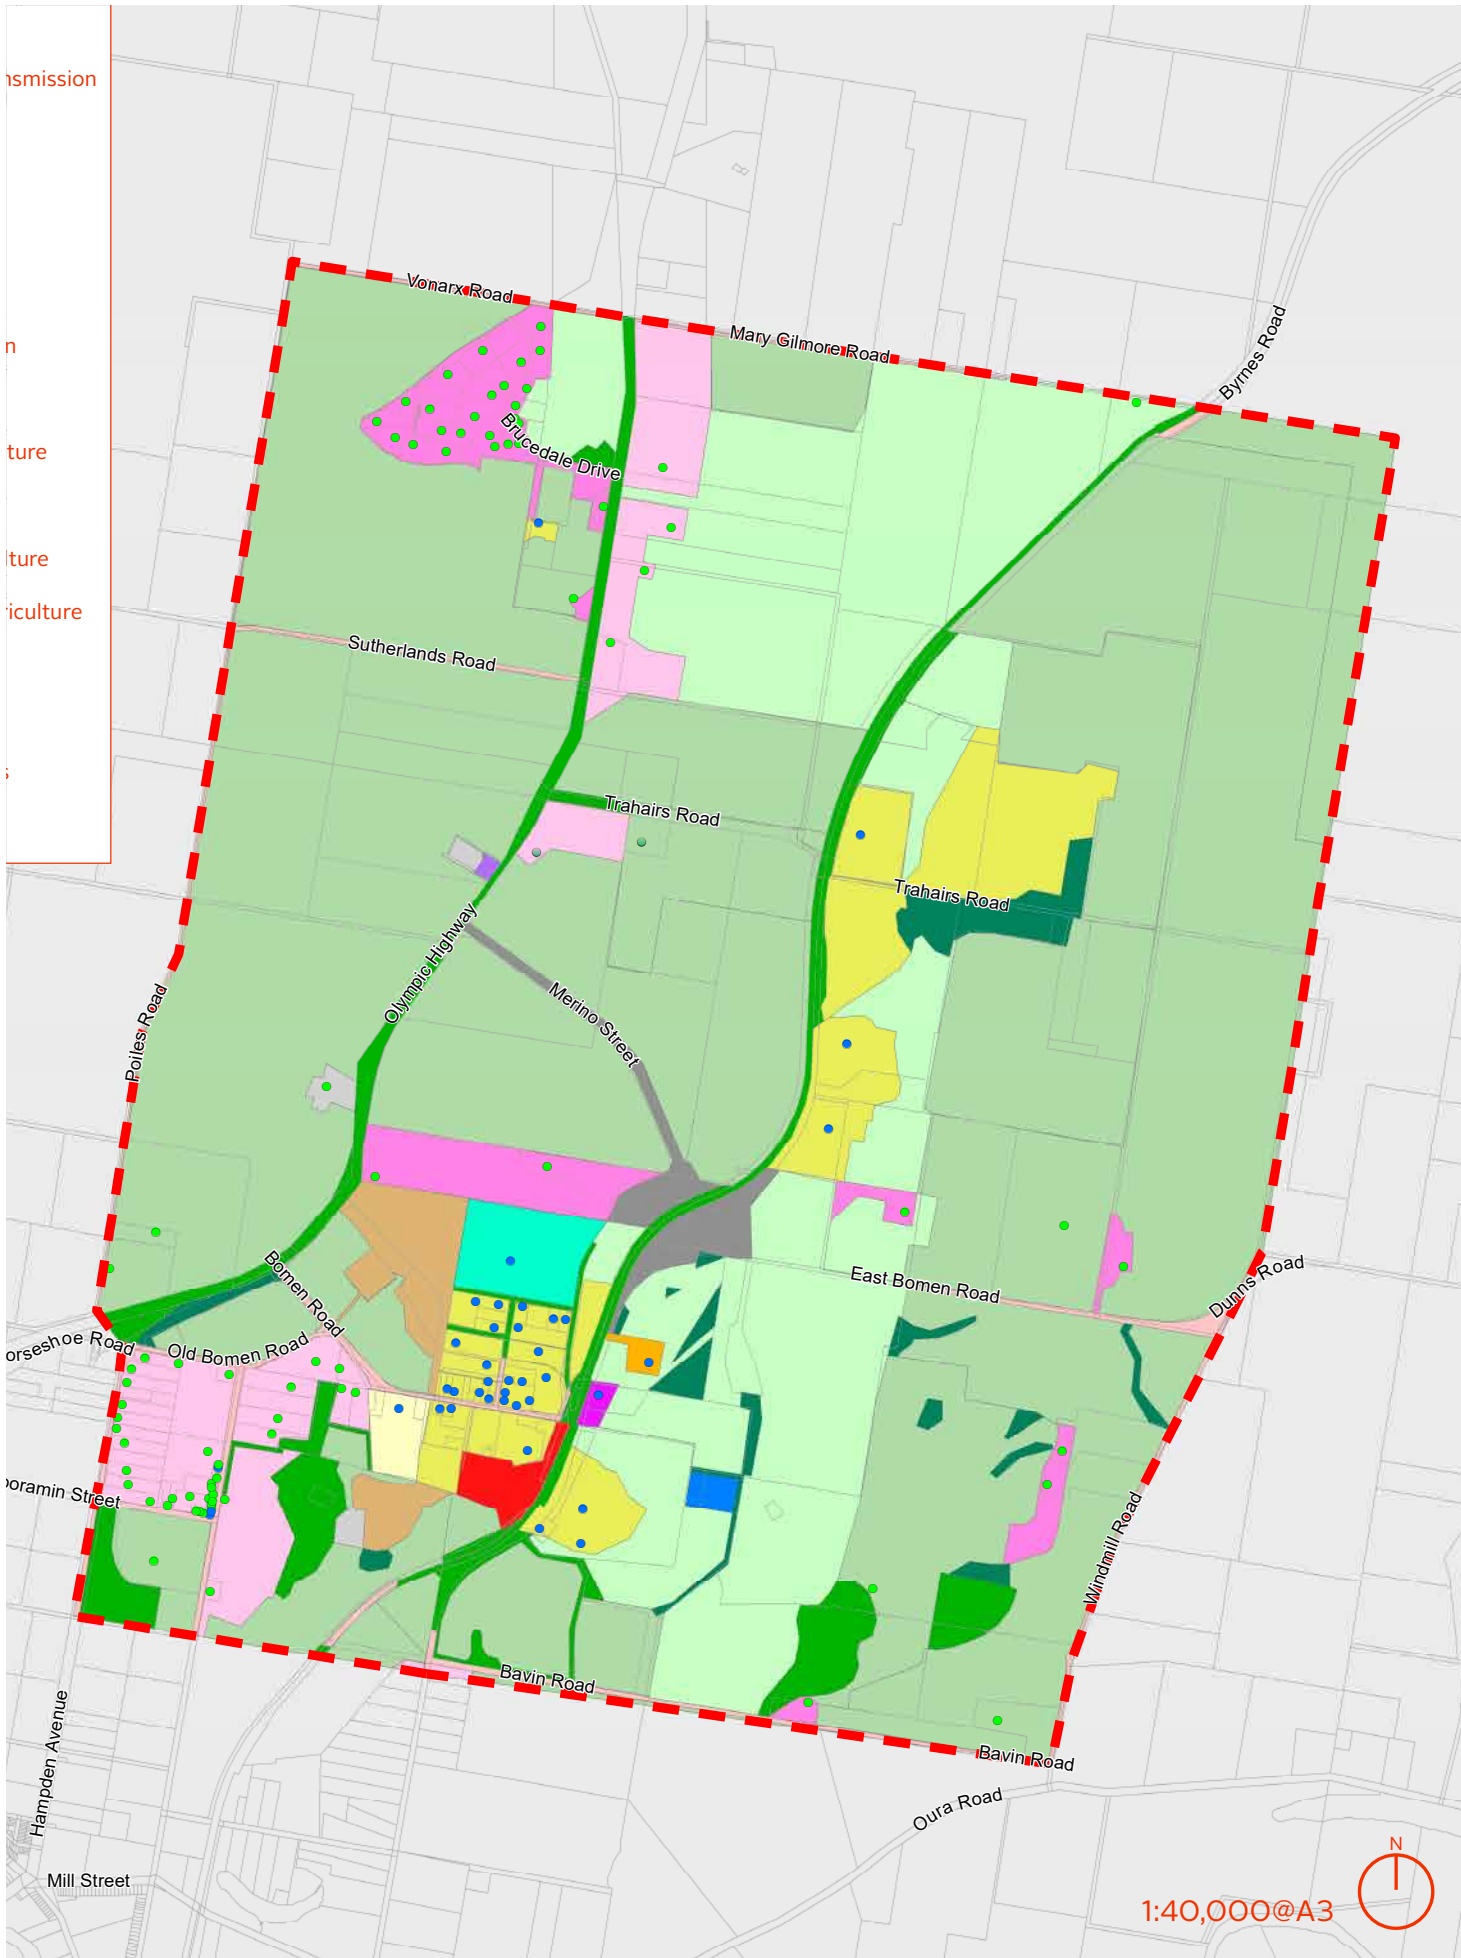 Vonarx Road
Mary Gilmore Road
Byrnes Road
Brucedale Drive
Sutherlands Road
Trahairs Road
Trahairs Road
Olympic Highway
Merino Street
Poiles Road
Bomen Road
East Bomen Road
Dunns Road
orseshoe Road
Old Bomen Road
ooramin Street
Windmill Road
Bavin Road
Bavin Road
Hampden Avenue
Oura Road
Mill Street
N
1:40,000@A3
nsmission
n
ture
lture
riculture
s